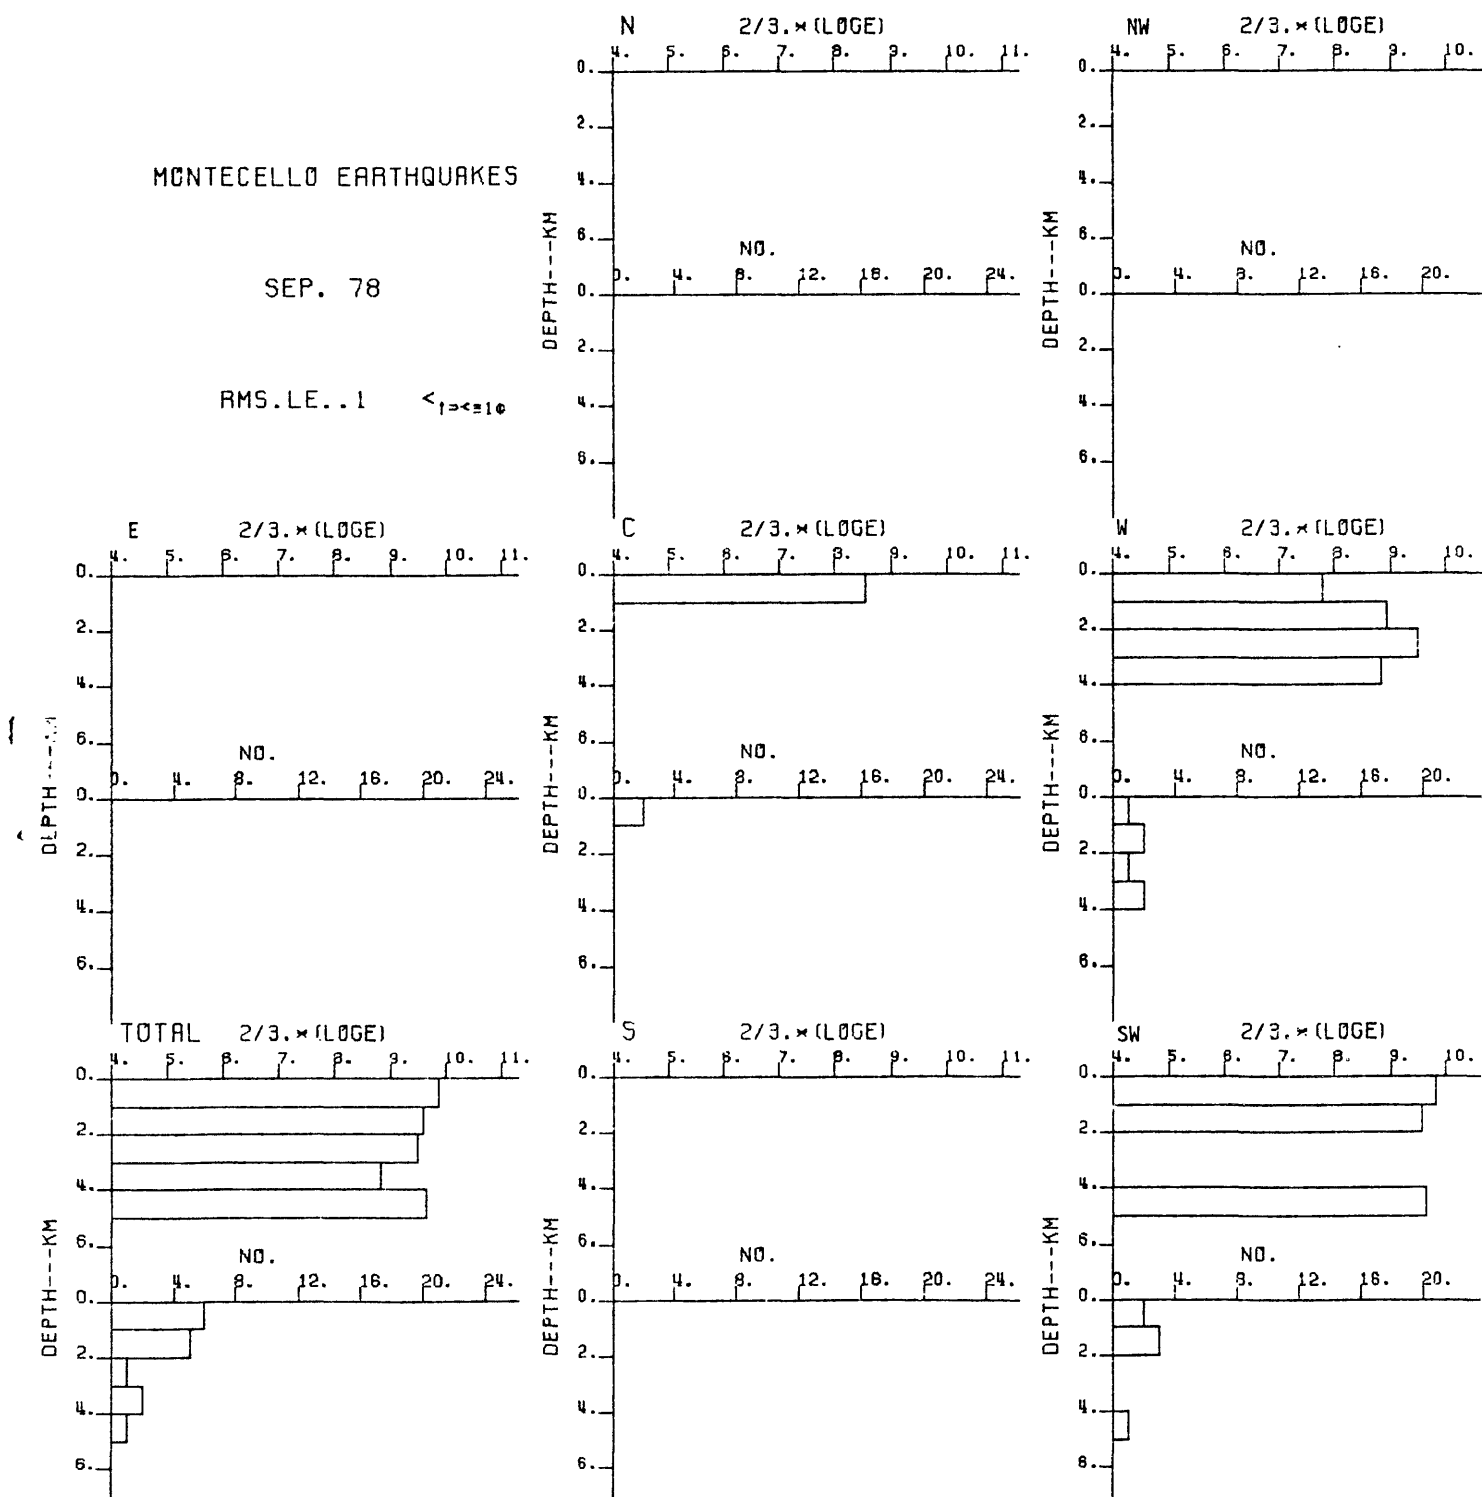 N 2/3.*(LOGE)
4. 5. 6. 7. 8. 9. 10. 11.
0.
2.
4.
6.
DEPTH---KM
NO.
0. 4. 8. 12. 16. 20. 24.
0.
2.
4.
6.
NW 2/3.*(LOGE)
4. 5. 6. 7. 8. 9. 10.
0.
2.
4.
6.
DEPTH---KM
NO.
0. 4. 8. 12. 16. 20.
0.
2.
4.
6.
MONTECELLO EARTHQUAKES
SEP. 78
RMS.LE..1
E 2/3.*(LOGE)
4. 5. 6. 7. 8. 9. 10. 11.
0.
2.
4.
6.
DEPTH---KM
NO.
0. 4. 8. 12. 16. 20. 24.
0.
2.
4.
6.
C 2/3.*(LOGE)
4. 5. 6. 7. 8. 9. 10. 11.
0.
2.
4.
6.
DEPTH---KM
NO.
0. 4. 8. 12. 16. 20. 24.
0.
2.
4.
6.
W 2/3.*(LOGE)
4. 5. 6. 7. 8. 9. 10.
0.
2.
4.
6.
DEPTH---KM
NO.
0. 4. 8. 12. 16. 20.
0.
2.
4.
6.
TOTAL 2/3.*(LOGE)
4. 5. 6. 7. 8. 9. 10. 11.
0.
2.
4.
6.
DEPTH---KM
NO.
0. 4. 8. 12. 16. 20. 24.
0.
2.
4.
6.
S 2/3.*(LOGE)
4. 5. 6. 7. 8. 9. 10. 11.
0.
2.
4.
6.
DEPTH---KM
NO.
0. 4. 8. 12. 16. 20. 24.
0.
2.
4.
6.
SW 2/3.*(LOGE)
4. 5. 6. 7. 8. 9. 10.
0.
2.
4.
6.
DEPTH---KM
NO.
0. 4. 8. 12. 16. 20.
0.
2.
4.
6.